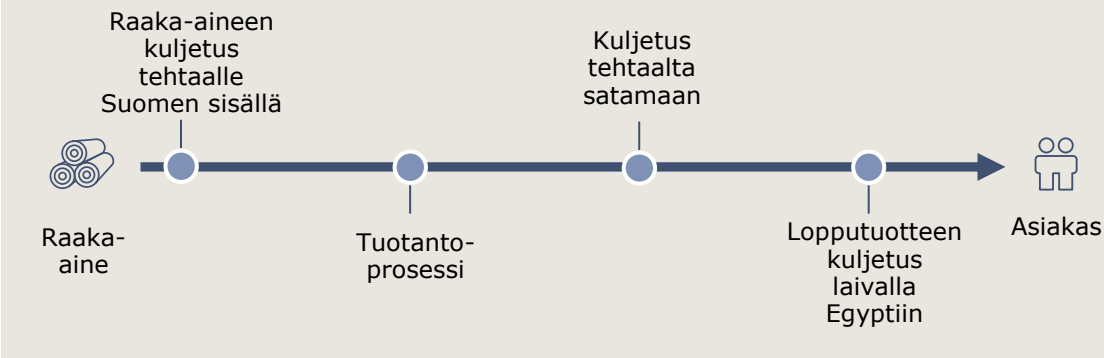 Raaka-aineen
kuljetus
tehtaalle
Suomen sisällä
Kuljetus
tehtaalta
satamaan
Raaka-
aine
Tuotanto-
prosessi
Lopputuotteen
kuljetus
laivalla
Egyptiin
Asiakas